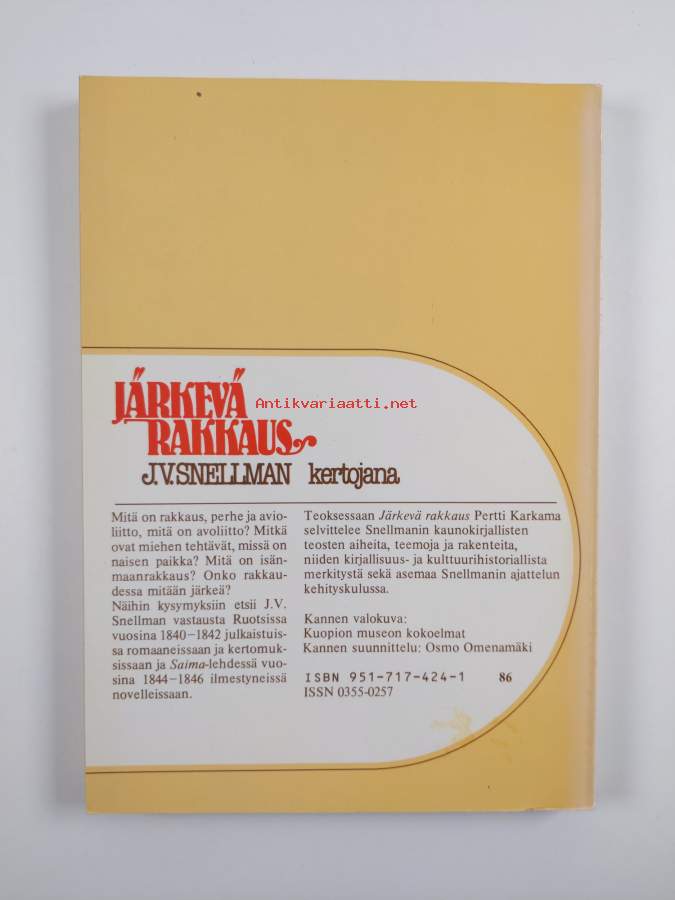 JÄRKEVÄ
RAKKAUS
Antikvariaatti.net
J.V. SNELLMAN kertojana
Mitä on rakkaus, perhe ja avio-
liitto, mitä on avoliitto? Mitkä
ovat miehen tehtävät, missä on
naisen paikka? Mitä on isän-
maanrakkaus? Onko rakkau-
dessa mitään järkeä?
Näihin kysymyksiin etsii J.V.
Snellman vastausta Ruotsissa
vuosina 1840–1842 julkaistuis-
sa romaaneissaan ja kertomuk-
sissaan ja Saima-lehdessä vuo-
sina 1844–1846 ilmestyneissä
novelleissaan.
Teoksessaan Järkevä rakkaus Pertti Karkama
selvittelee Snellmanin kaunokirjallisten
teosten aiheita, teemoja ja rakenteita,
niiden kirjallisuus- ja kulttuurihistoriallista
merkitystä sekä asemaa Snellmanin ajattelun
kehityskulussa.
Kannen valokuva:
Kuopion museon kokoelmat
Kannen suunnittelu: Osmo Omenamäki
ISBN 951-717-424-1 86
ISSN 0355-0257